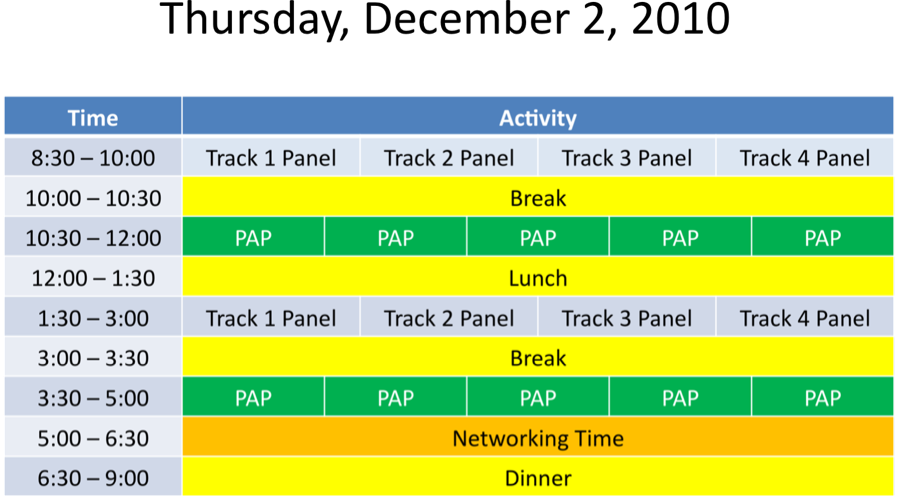 Thursday, December 2, 2010
Time Activity
8:30 – 10:00 Track 1 Panel Track 2 Panel Track 3 Panel Track 4 Panel
10:00 – 10:30 Break
10:30 – 12:00 PAP PAP PAP PAP PAP
12:00 – 1:30 Lunch
1:30 – 3:00 Track 1 Panel Track 2 Panel Track 3 Panel Track 4 Panel
3:00 – 3:30 Break
3:30 – 5:00 PAP PAP PAP PAP PAP
5:00 – 6:30 Networking Time
6:30 – 9:00 Dinner